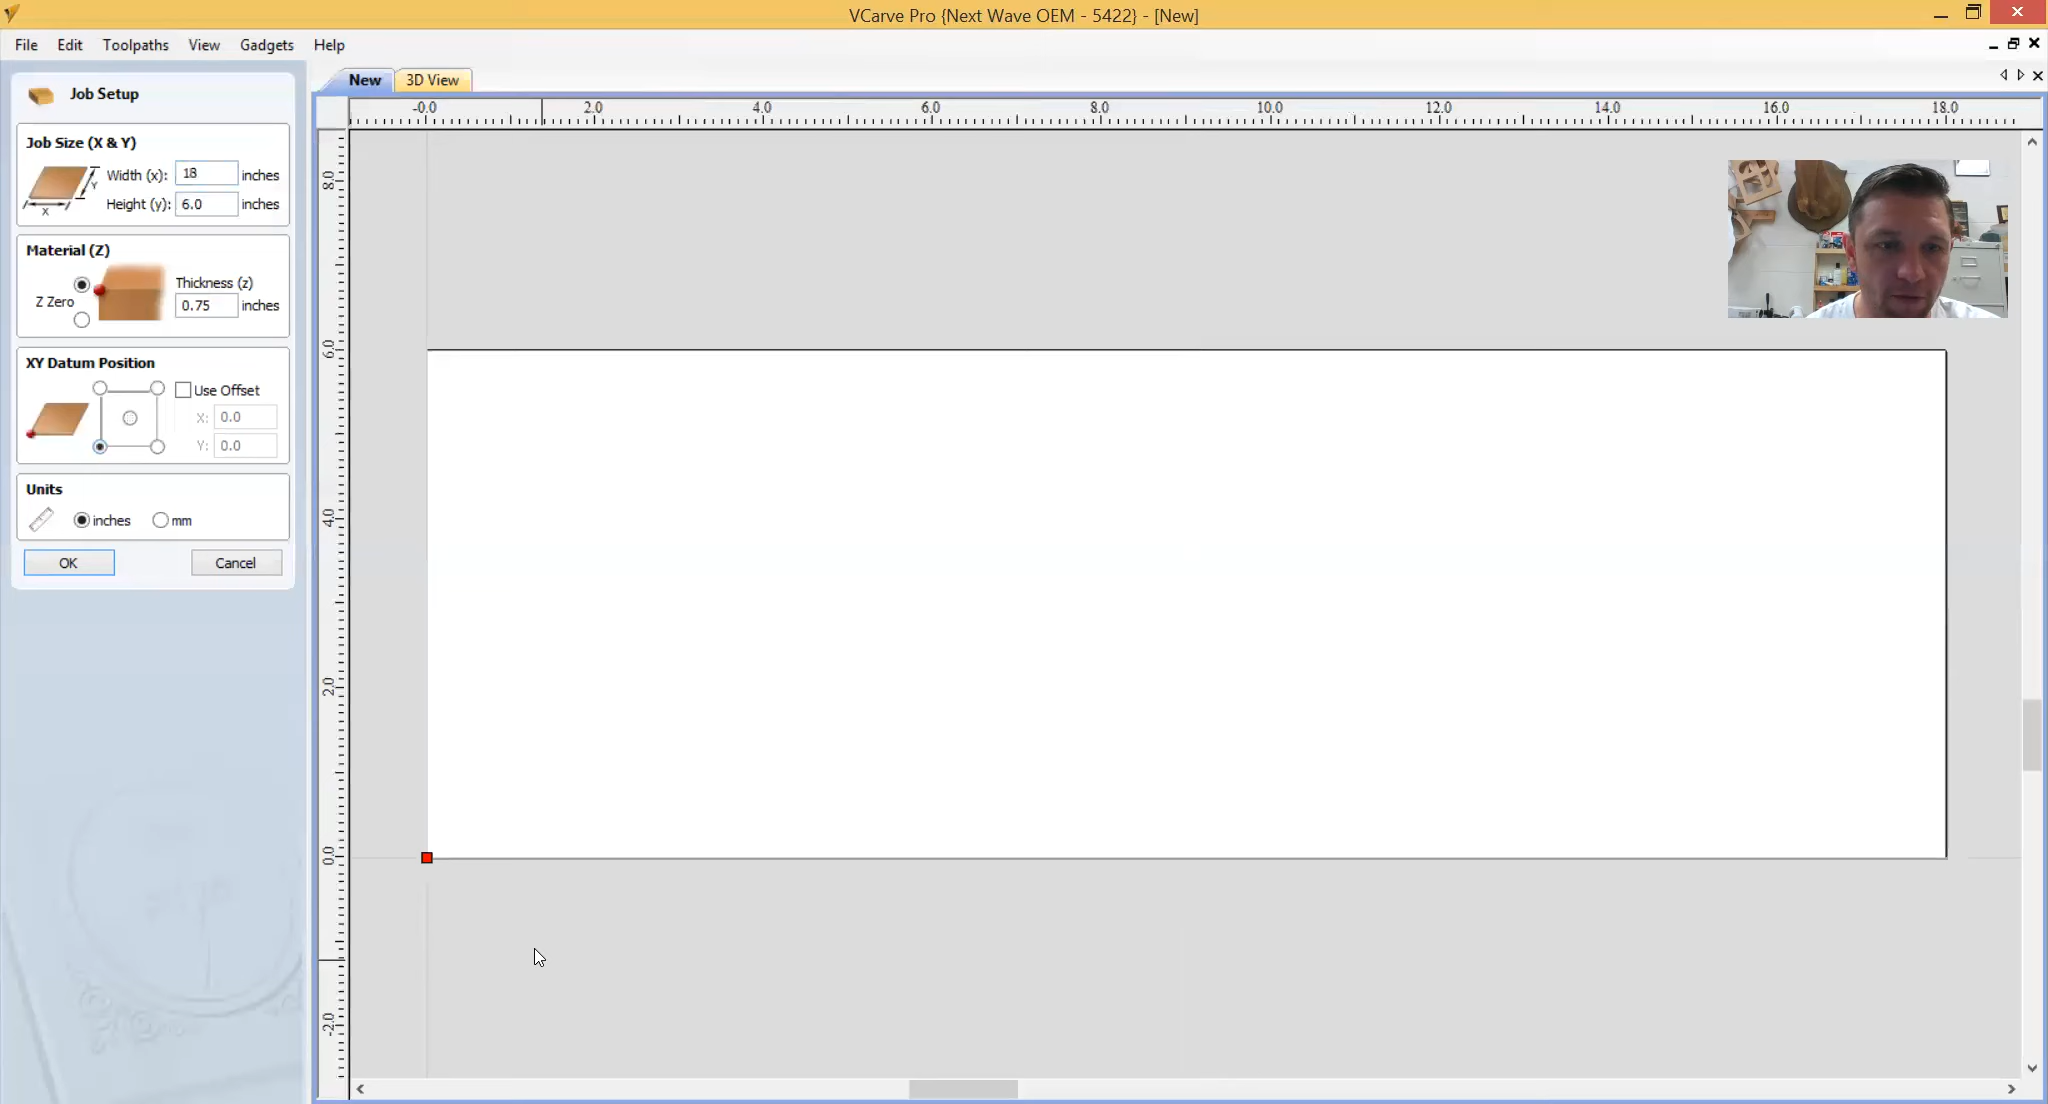 VCarve Pro {Next Wave OEM - 5422} - [New]
File Edit Toolpaths View Gadgets Help
New 3D View
Job Setup
-0.0 2.0 4.0 6.0 8.0 10.0 12.0 14.0 16.0 18.0
Job Size (X & Y)
Width (x): 18 inches
Y
Height (y): 6.0 inches
X
Material (Z)
Thickness (z)
Z Zero
0.75 inches
XY Datum Position
Use Offset
X: 0.0
Y: 0.0
Units
inches mm
OK Cancel
8.0
6.0
4.0
2.0
0.0
-2.0